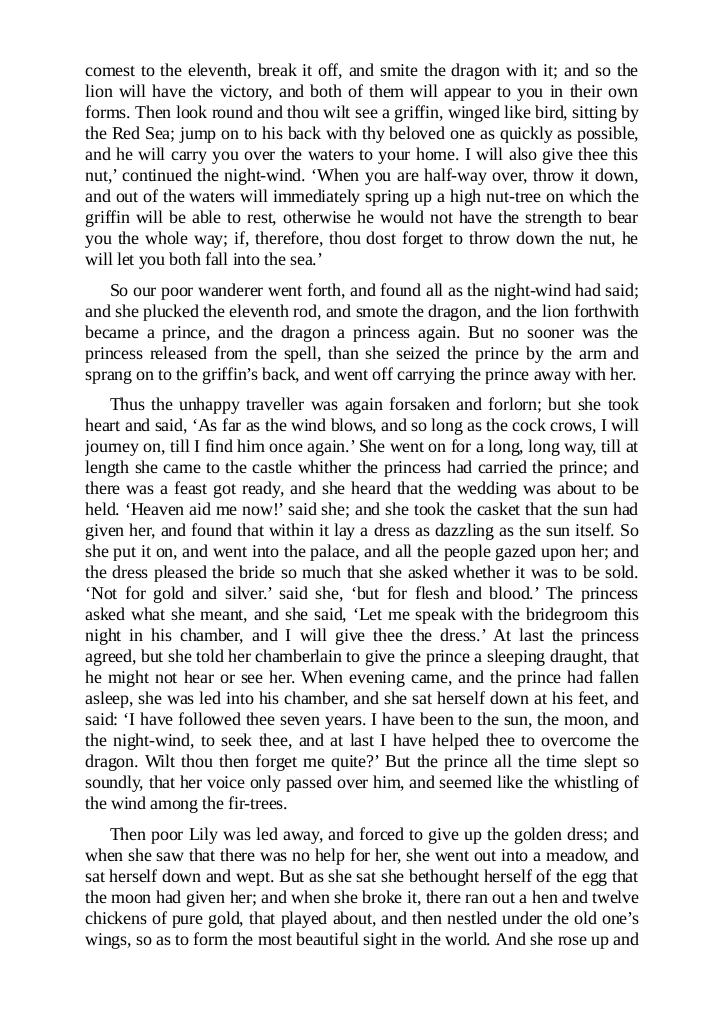 comest to the eleventh, break it off, and smite the dragon with it; and so the
lion will have the victory, and both of them will appear to you in their own
forms. Then look round and thou wilt see a griffin, winged like bird, sitting by
the Red Sea; jump on to his back with thy beloved one as quickly as possible,
and he will carry you over the waters to your home. I will also give thee this
nut,’ continued the night-wind. ‘When you are half-way over, throw it down,
and out of the waters will immediately spring up a high nut-tree on which the
griffin will be able to rest, otherwise he would not have the strength to bear
you the whole way; if, therefore, thou dost forget to throw down the nut, he
will let you both fall into the sea.’
So our poor wanderer went forth, and found all as the night-wind had said;
and she plucked the eleventh rod, and smote the dragon, and the lion forthwith
became a prince, and the dragon a princess again. But no sooner was the
princess released from the spell, than she seized the prince by the arm and
sprang on to the griffin’s back, and went off carrying the prince away with her.
Thus the unhappy traveller was again forsaken and forlorn; but she took
heart and said, ‘As far as the wind blows, and so long as the cock crows, I will
journey on, till I find him once again.’ She went on for a long, long way, till at
length she came to the castle whither the princess had carried the prince; and
there was a feast got ready, and she heard that the wedding was about to be
held. ‘Heaven aid me now!’ said she; and she took the casket that the sun had
given her, and found that within it lay a dress as dazzling as the sun itself. So
she put it on, and went into the palace, and all the people gazed upon her; and
the dress pleased the bride so much that she asked whether it was to be sold.
‘Not for gold and silver.’ said she, ‘but for flesh and blood.’ The princess
asked what she meant, and she said, ‘Let me speak with the bridegroom this
night in his chamber, and I will give thee the dress.’ At last the princess
agreed, but she told her chamberlain to give the prince a sleeping draught, that
he might not hear or see her. When evening came, and the prince had fallen
asleep, she was led into his chamber, and she sat herself down at his feet, and
said: ‘I have followed thee seven years. I have been to the sun, the moon, and
the night-wind, to seek thee, and at last I have helped thee to overcome the
dragon. Wilt thou then forget me quite?’ But the prince all the time slept so
soundly, that her voice only passed over him, and seemed like the whistling of
the wind among the fir-trees.
Then poor Lily was led away, and forced to give up the golden dress; and
when she saw that there was no help for her, she went out into a meadow, and
sat herself down and wept. But as she sat she bethought herself of the egg that
the moon had given her; and when she broke it, there ran out a hen and twelve
chickens of pure gold, that played about, and then nestled under the old one’s
wings, so as to form the most beautiful sight in the world. And she rose up and